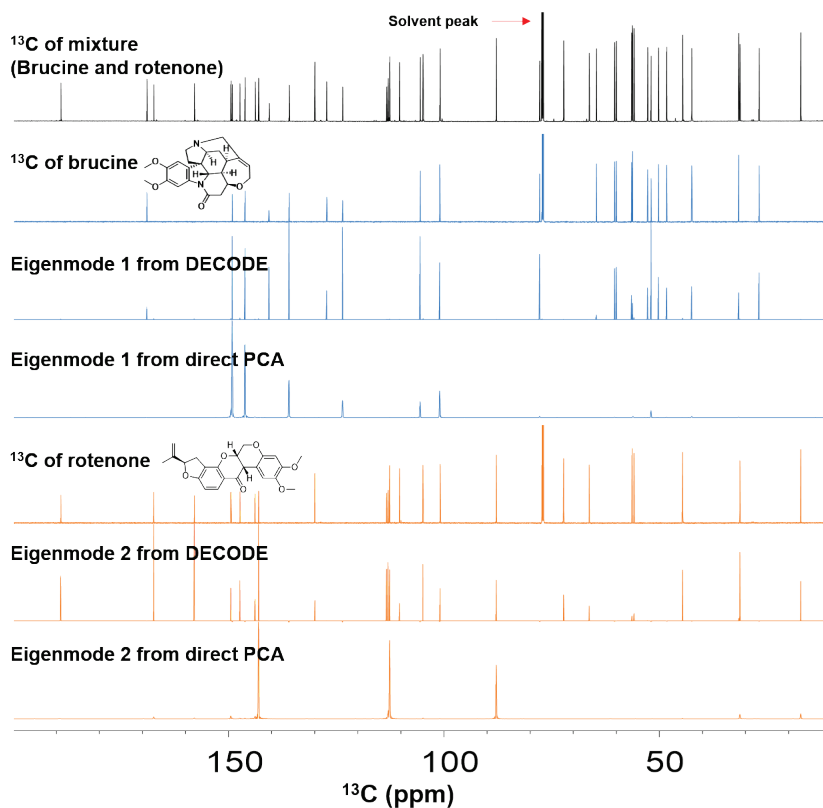 Solvent peak
¹³C of mixture
(Brucine and rotenone)
¹³C of brucine
N
H
H
O
O
H
H
N
O
O
Eigenmode 1 from DECODE
Eigenmode 1 from direct PCA
¹³C of rotenone
H
O
O
O
H
O
O
O
Eigenmode 2 from DECODE
Eigenmode 2 from direct PCA
150 100 50
¹³C (ppm)